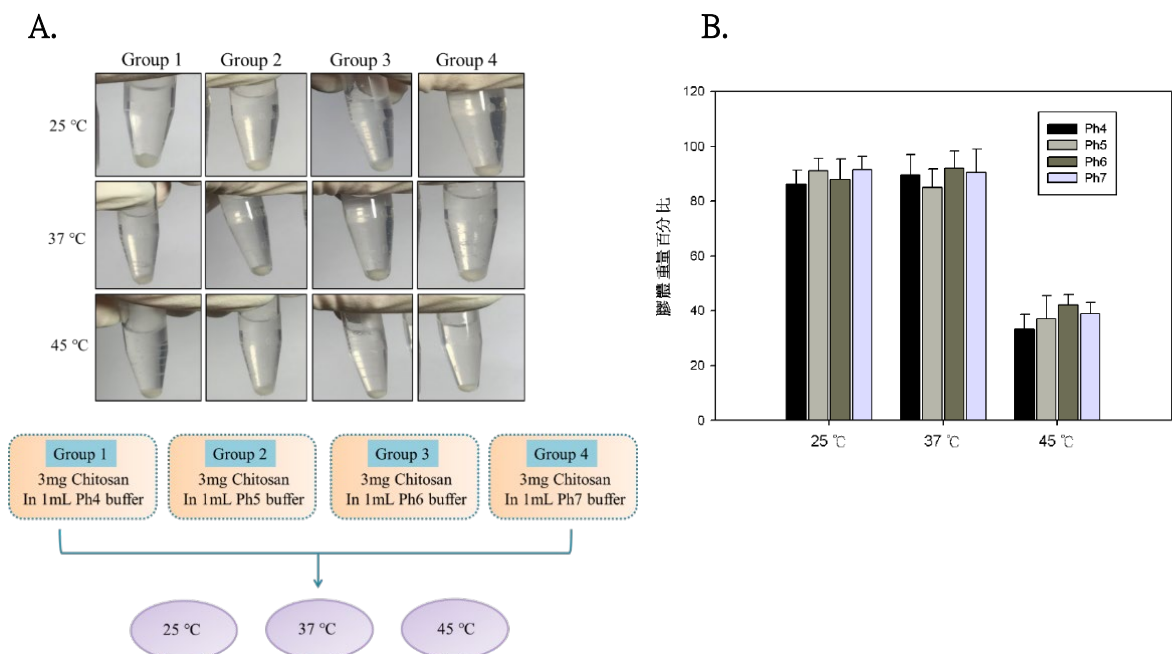 A.
Group 1 Group 2 Group 3 Group 4
25 ℃
37 ℃
45 ℃
Group 1
3mg Chitosan
In 1mL Ph4 buffer
Group 2
3mg Chitosan
In 1mL Ph5 buffer
Group 3
3mg Chitosan
In 1mL Ph6 buffer
Group 4
3mg Chitosan
In 1mL Ph7 buffer
25 ℃ 37 ℃ 45 ℃
B.
膠體 重量 百分 比
120
100
80
60
40
20
0
Ph4
Ph5
Ph6
Ph7
25 ℃ 37 ℃ 45 ℃